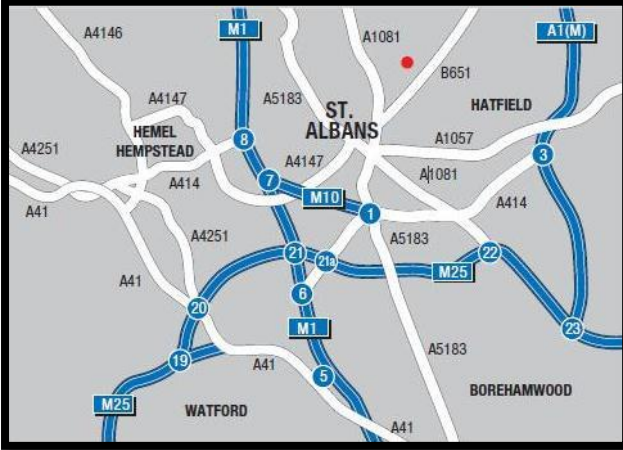 A4146
M1
A1081
A1(M)
B651
A5183
A4147
HATFIELD
ST.
ALBANS
HEMEL
HEMPSTEAD
A1057
8
A4251
A4147
3
A1081
7
A414
M10
A414
A41
1
A4251
A5183
21
21a
22
M25
A41
6
20
M1
23
A5183
19
A41
5
BOREHAMWOOD
M25
WATFORD
A41